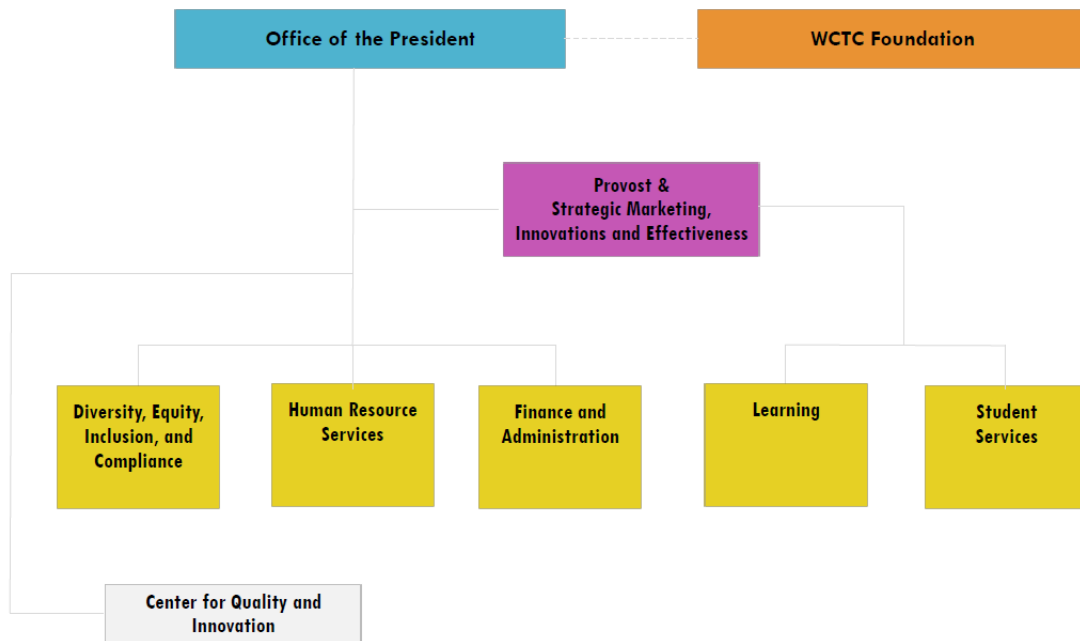 Office of the President
WCTC Foundation
Provost &
Strategic Marketing,
Innovations and Effectiveness
Diversity, Equity,
Inclusion, and
Compliance
Human Resource
Services
Finance and
Administration
Learning
Student
Services
Center for Quality and
Innovation